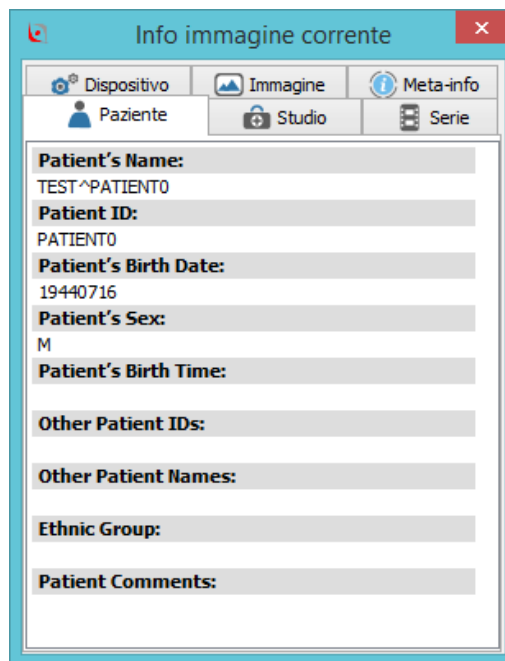 Info immagine corrente
Dispositivo
Immagine
Meta-info
Paziente
Studio
Serie
Patient's Name:
TEST^PATIENT0
Patient ID:
PATIENT0
Patient's Birth Date:
19440716
Patient's Sex:
M
Patient's Birth Time:
Other Patient IDs:
Other Patient Names:
Ethnic Group:
Patient Comments: